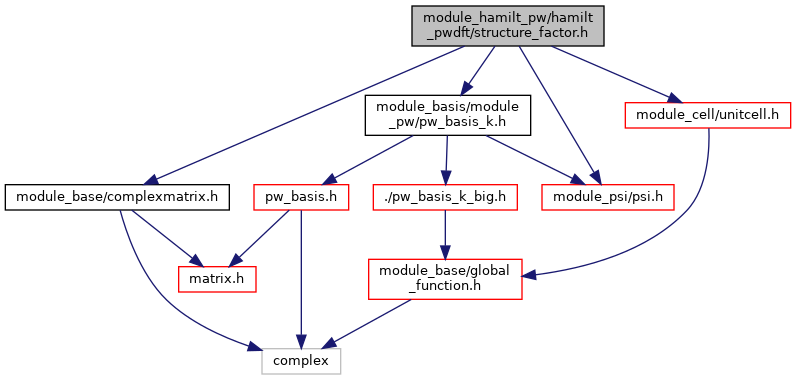 module_hamilt_pw/hamilt
_pwdft/structure_factor.h
module_basis/module
_pw/pw_basis_k.h
module_cell/unitcell.h
module_base/complexmatrix.h
pw_basis.h
./pw_basis_k_big.h
module_psi/psi.h
matrix.h
module_base/global
_function.h
complex